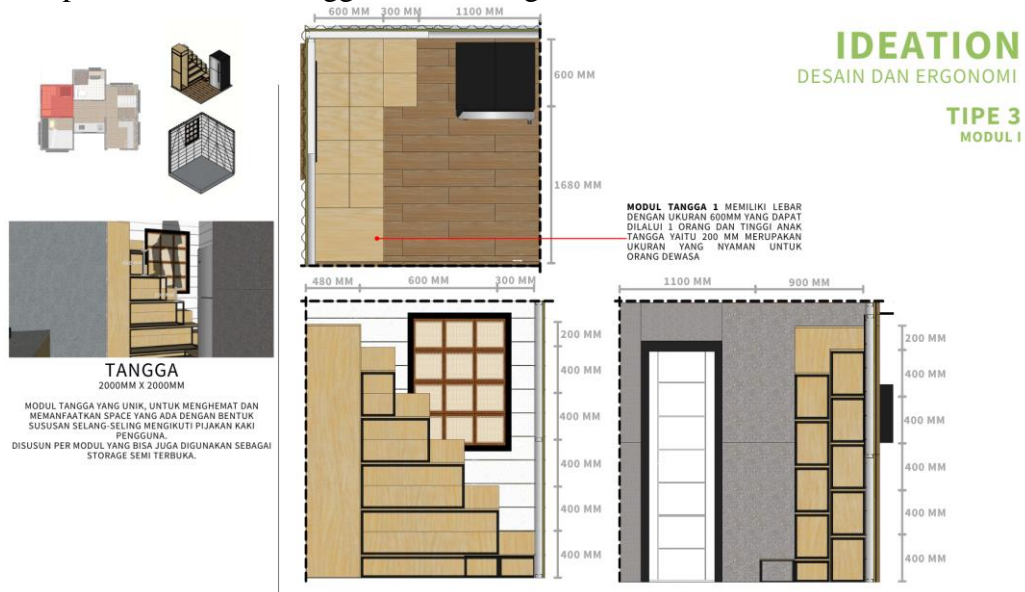 600 MM 300 MM 1100 MM
IDEATION
DESAIN DAN ERGONOMI
TIPE 3
MODUL I
600 MM
1680 MM
MODUL TANGGA 1 MEMILIKI LEBAR
DENGAN UKURAN 600MM YANG DAPAT
DILALUI 1 ORANG DAN TINGGI ANAK
TANGGA YAITU 200 MM MERUPAKAN
UKURAN YANG NYAMAN UNTUK
ORANG DEWASA
TANGGA
2000MM X 2000MM
MODUL TANGGA YANG UNIK, UNTUK MENGHEMAT DAN
MEMANFAATKAN SPACE YANG ADA DENGAN BENTUK
SUSUSAN SELANG-SELING MENGIKUTI PIJAKAN KAKI
PENGGUNA.
DISUSUN PER MODUL YANG BISA JUGA DIGUNAKAN SEBAGAI
STORAGE SEMI TERBUKA.
480 MM 600 MM 300 MM
200 MM
400 MM
400 MM
400 MM
400 MM
400 MM
1100 MM 900 MM
200 MM
400 MM
400 MM
400 MM
400 MM
400 MM